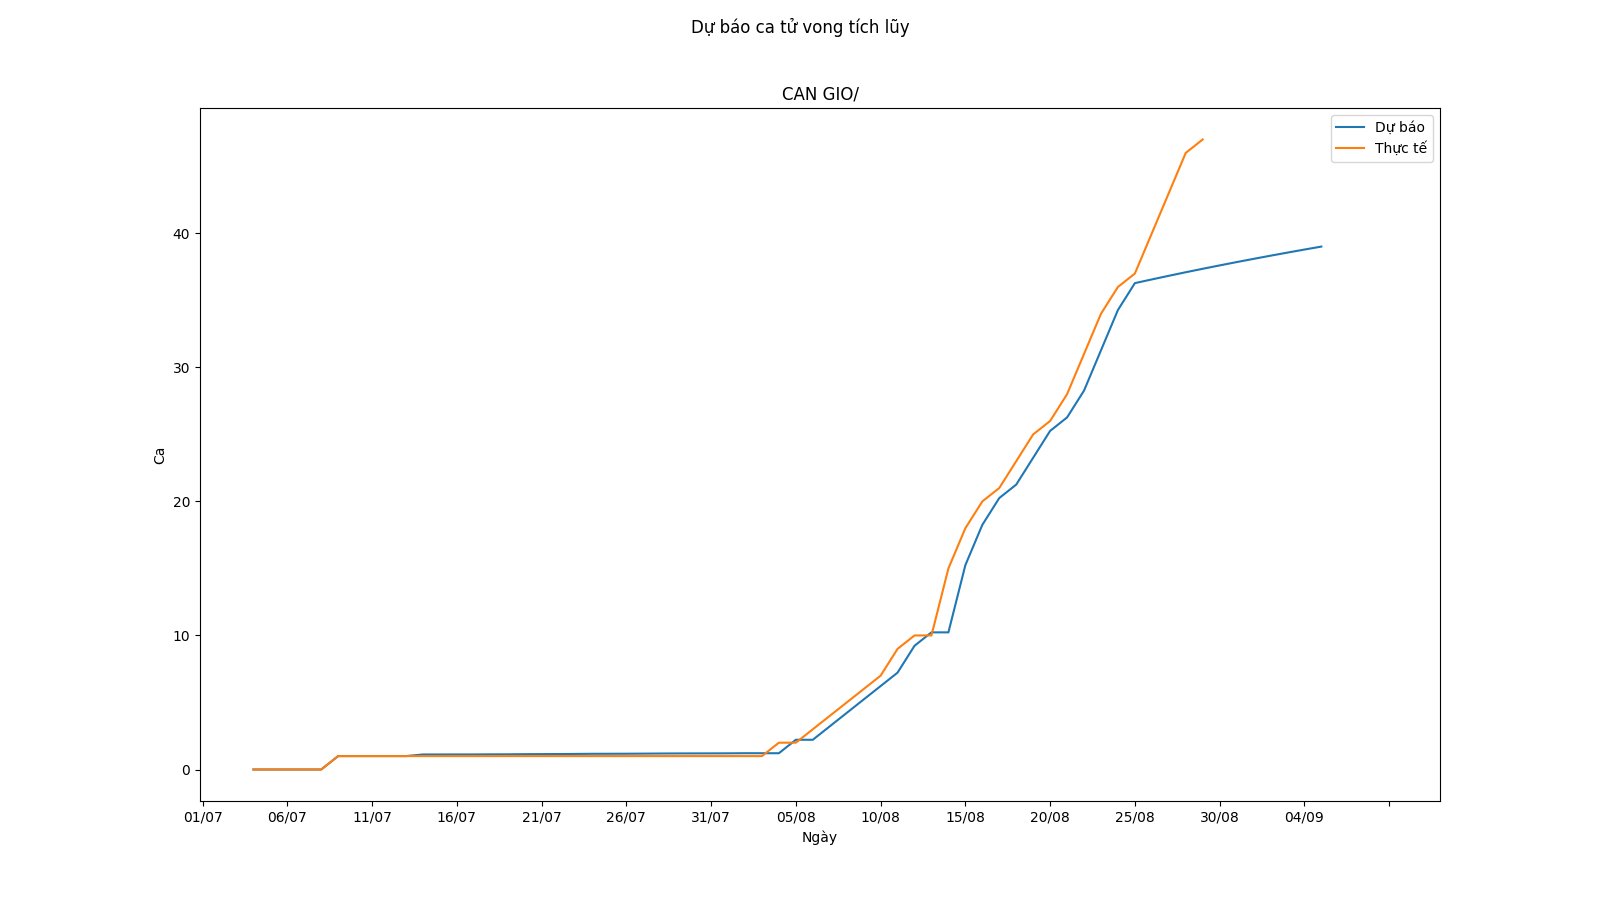 Dự báo ca tử vong tích lũy
CAN GIO/
Dự báo
Thực tế
40
30
20
10
0
Ca
01/07 06/07 11/07 16/07 21/07 26/07 31/07 05/08 10/08 15/08 20/08 25/08 30/08 04/09
Ngày